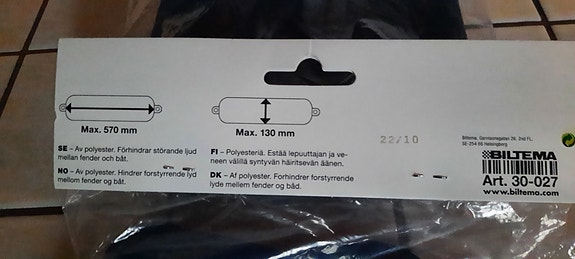 Max. 570 mm
Max. 130 mm
SE – Av polyester. Förhindrar störande ljud
mellan fender och båt.
NO – Av polyester. Hindrer forstyrrende lyd
mellom fender og båt.
FI – Polyesteriä. Estää lepuuttajan ja ve-
neen välillä syntyvän häiritsevän äänen.
DK – Af polyester. Forhindrer forstyrrende
lyde mellem fender og båd.
22/10
Biltema, Garnisonsgatan 26, 2nd FL.
SE-254 66 Helsingborg
BILTEMA
Art. 30-027
www.biltema.com